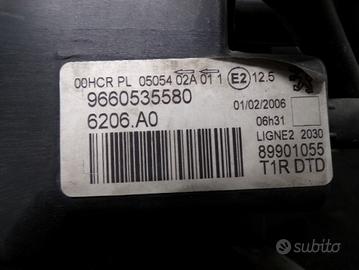 00HCR PL 05054 02A 01 1 E2 12.5
9660535580
01/02/2006
6206.A0
06h31
LIGNE2 2030
89901055
T1R DTD
subito